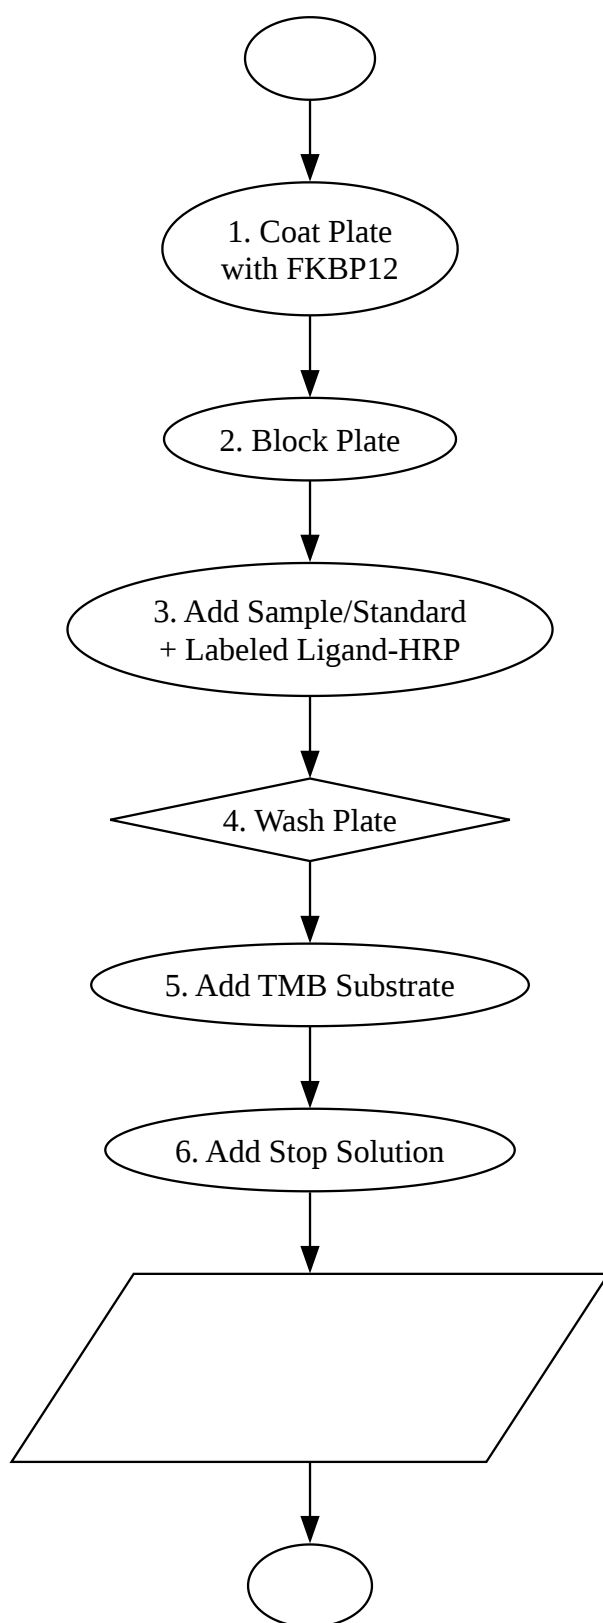 1. Coat Plate
with FKBP12
2. Block Plate
3. Add Sample/Standard
+ Labeled Ligand-HRP
4. Wash Plate
5. Add TMB Substrate
6. Add Stop Solution